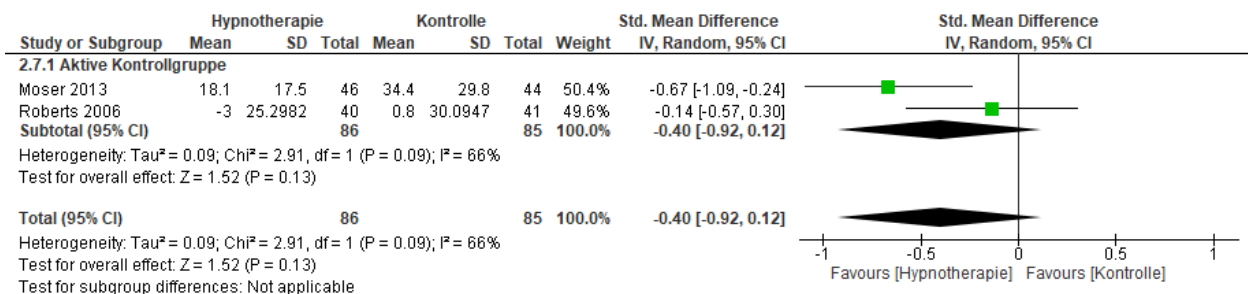 Hypnotherapie Kontrolle Std. Mean Difference Std. Mean Difference
Study or Subgroup Mean SD Total Mean SD Total Weight IV, Random, 95% CI IV, Random, 95% CI
2.7.1 Aktive Kontrollgruppe
Moser 2013 18.1 17.5 46 34.4 29.8 44 50.4% -0.67 [-1.09, -0.24]
Roberts 2006 -3 25.2982 40 0.8 30.0947 41 49.6% -0.14 [-0.57, 0.30]
Subtotal (95% CI) 86 85 100.0% -0.40 [-0.92, 0.12]
Heterogeneity: Tau² = 0.09; Chi² = 2.91, df = 1 (P = 0.09); I² = 66%
Test for overall effect: Z = 1.52 (P = 0.13)
Total (95% CI) 86 85 100.0% -0.40 [-0.92, 0.12]
Heterogeneity: Tau² = 0.09; Chi² = 2.91, df = 1 (P = 0.09); I² = 66%
Test for overall effect: Z = 1.52 (P = 0.13)
Test for subgroup differences: Not applicable
-1 -0.5 0 0.5 1
Favours [Hypnotherapie] Favours [Kontrolle]